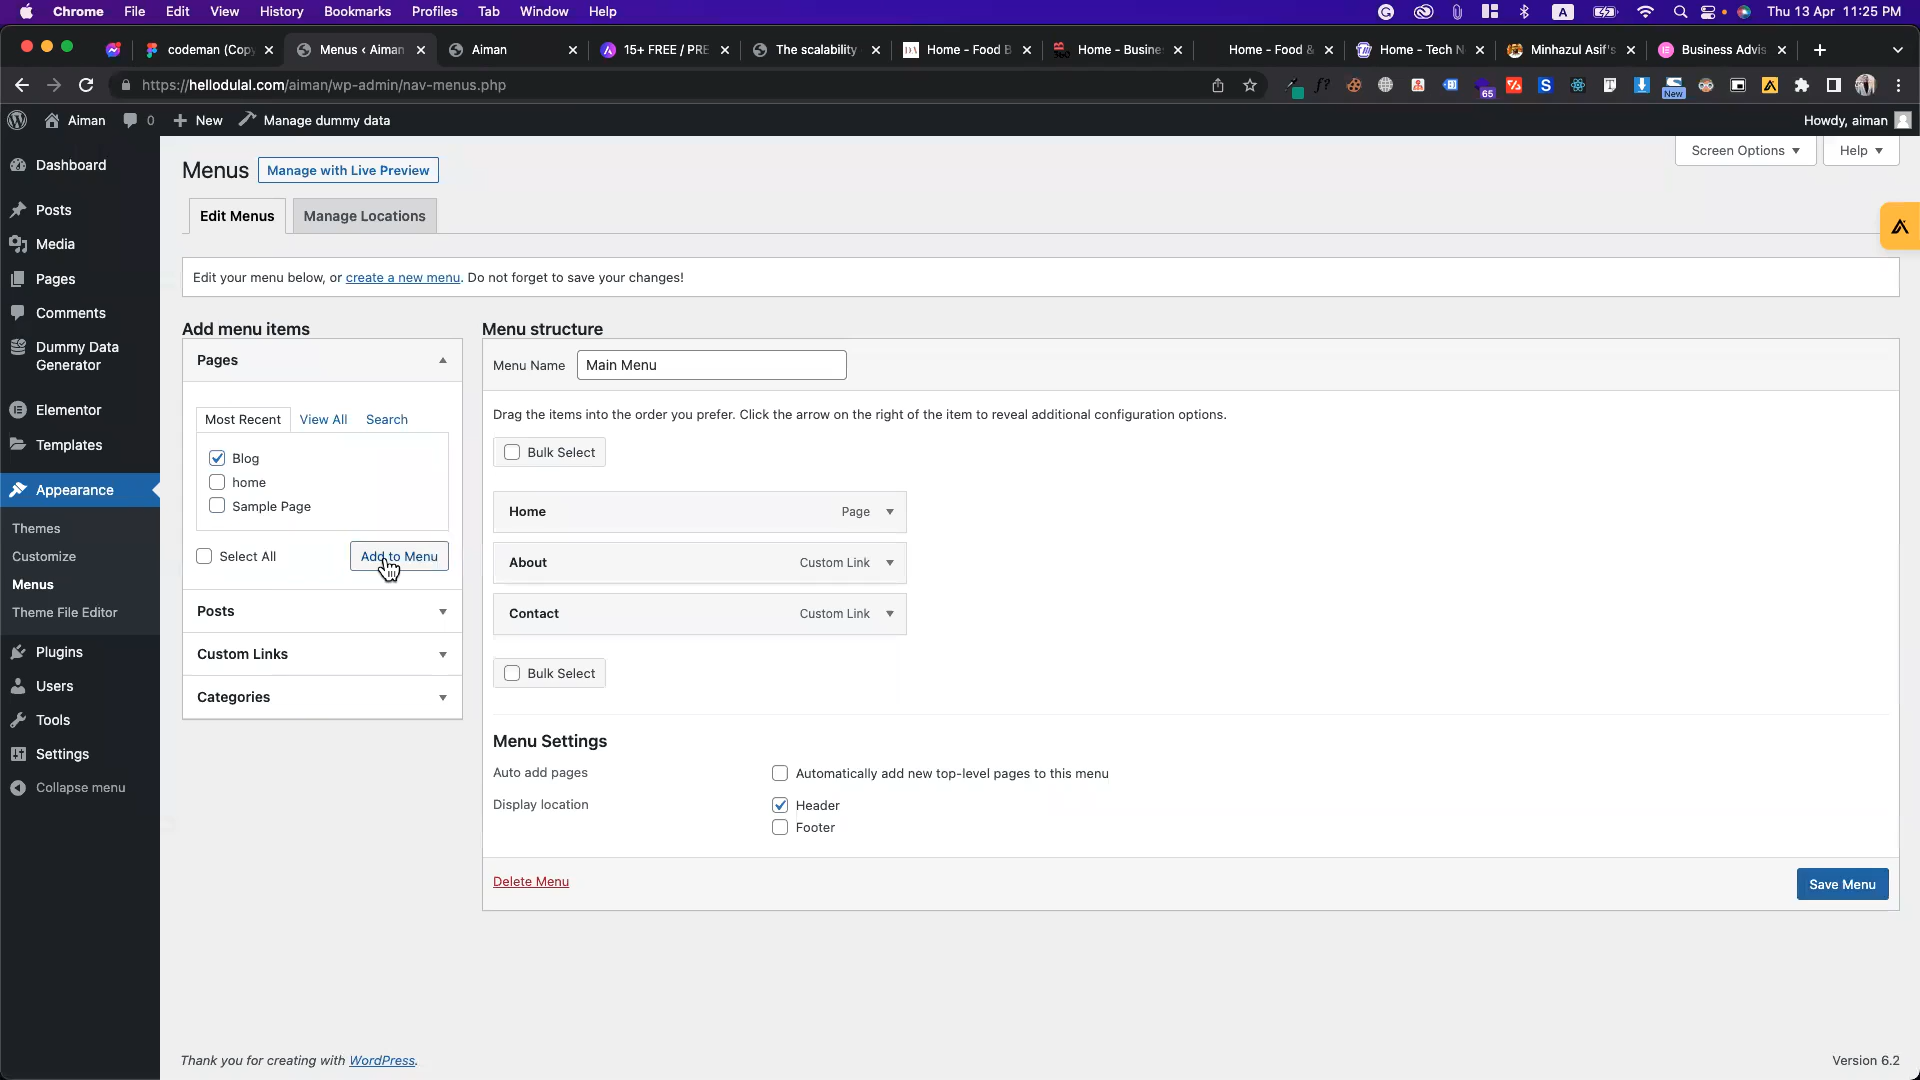 Chrome File Edit View History Bookmarks Profiles Tab Window Help A Thu 13 Apr 11:25 PM
codeman (Cop Menus ‹ Aiman Aiman 15+ FREE / PRE The scalability Home - Food B Home - Busine Home - Food & Home - Tech N Minhazul Asif's Business Advis
https://hellodulal.com/aiman/wp-admin/nav-menus.php f? 65 S T New
Aiman 0 New Manage dummy data Howdy, aiman
Screen Options Help
Dashboard
Posts
Media
Pages
Comments
Dummy Data
Generator
Elementor
Templates
Appearance
Themes
Customize
Menus
Theme File Editor
Plugins
Users
Tools
Settings
Collapse menu
Menus Manage with Live Preview
Edit Menus Manage Locations
Edit your menu below, or create a new menu. Do not forget to save your changes!
Add menu items
Pages
Most Recent View All Search
Blog
home
Sample Page
Select All Add to Menu
Posts
Custom Links
Categories
Menu structure
Menu Name Main Menu
Drag the items into the order you prefer. Click the arrow on the right of the item to reveal additional configuration options.
Bulk Select
Home Page
About Custom Link
Contact Custom Link
Bulk Select
Menu Settings
Auto add pages Automatically add new top-level pages to this menu
Display location Header
Footer
Delete Menu Save Menu
Thank you for creating with WordPress. Version 6.2